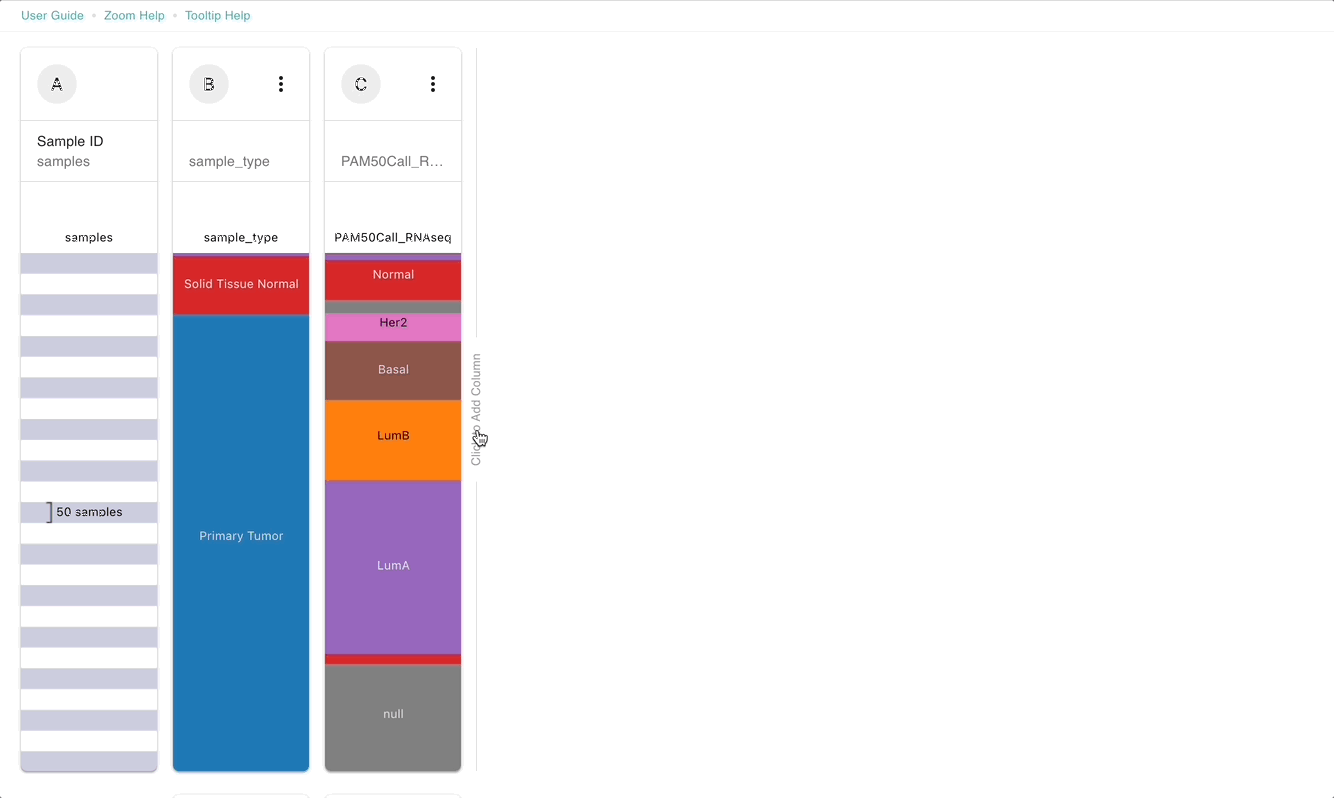 User Guide • Zoom Help • Tooltip Help
A
B
C
Sample ID
samples
sample_type
PAM50Call_R...
samples
sample_type
PAM50Call_RNAseq
Solid Tissue Normal
Normal
Her2
Basal
LumB
Click to Add Column
50 samples
Primary Tumor
LumA
null